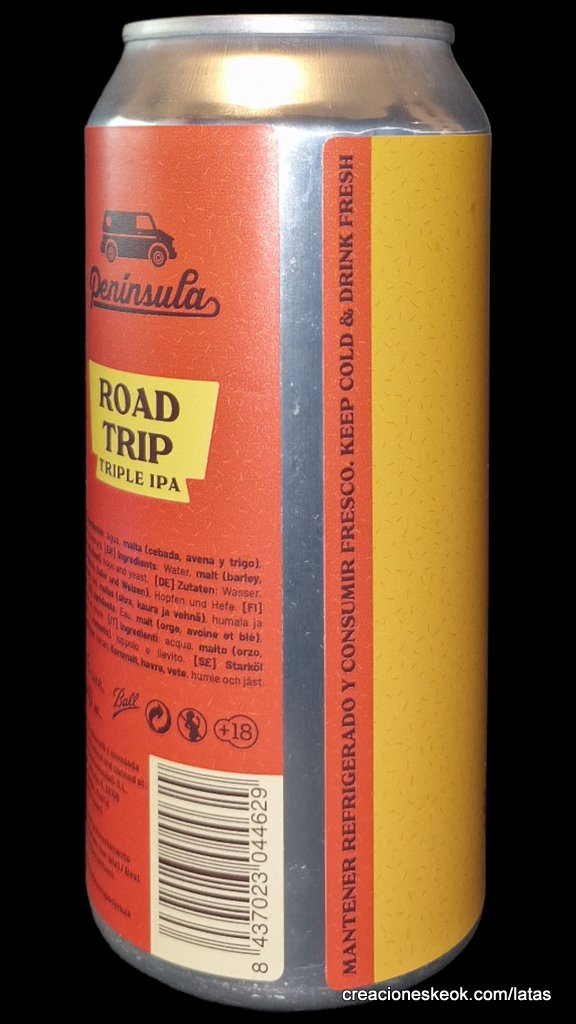 Península
ROAD
TRIP
TRIPLE IPA
Agua, malta (cebada, avena y trigo),
[EN] Ingredients: Water, malt (barley,
hops and yeast. [DE] Zutaten: Wasser,
und Weizen), Hopfen und Hefe. [FI]
(ohra, kaura ja vehnä), humala ja
Eau, malt (orge, avoine et blé),
[IT] Ingredienti: acqua, malto (orzo,
luppolo e lievito. [SE] Starköl
Kornmalt, havre, vete, humle och jäst.
Ball
+18
8 437023 044629
MANTENER REFRIGERADO Y CONSUMIR FRESCO. KEEP COLD & DRINK FRESH
creacioneskeok.com/latas